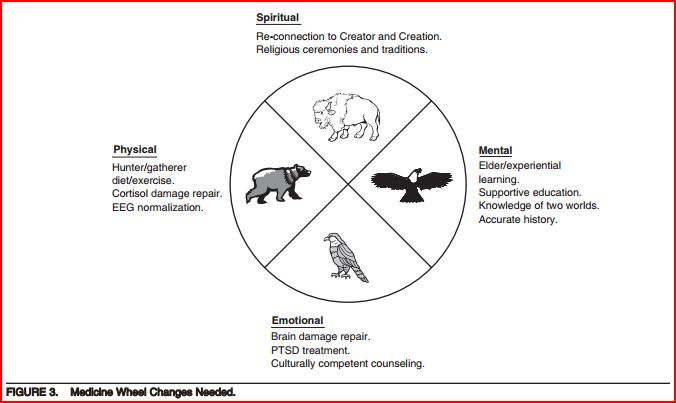 Spiritual
Re-connection to Creator and Creation.
Religious ceremonies and traditions.
Physical
Hunter/gatherer
diet/exercise.
Cortisol damage repair.
EEG normalization.
Mental
Elder/experiential
learning.
Supportive education.
Knowledge of two worlds.
Accurate history.
Emotional
Brain damage repair.
PTSD treatment.
Culturally competent counseling.
FIGURE 3. Medicine Wheel Changes Needed.